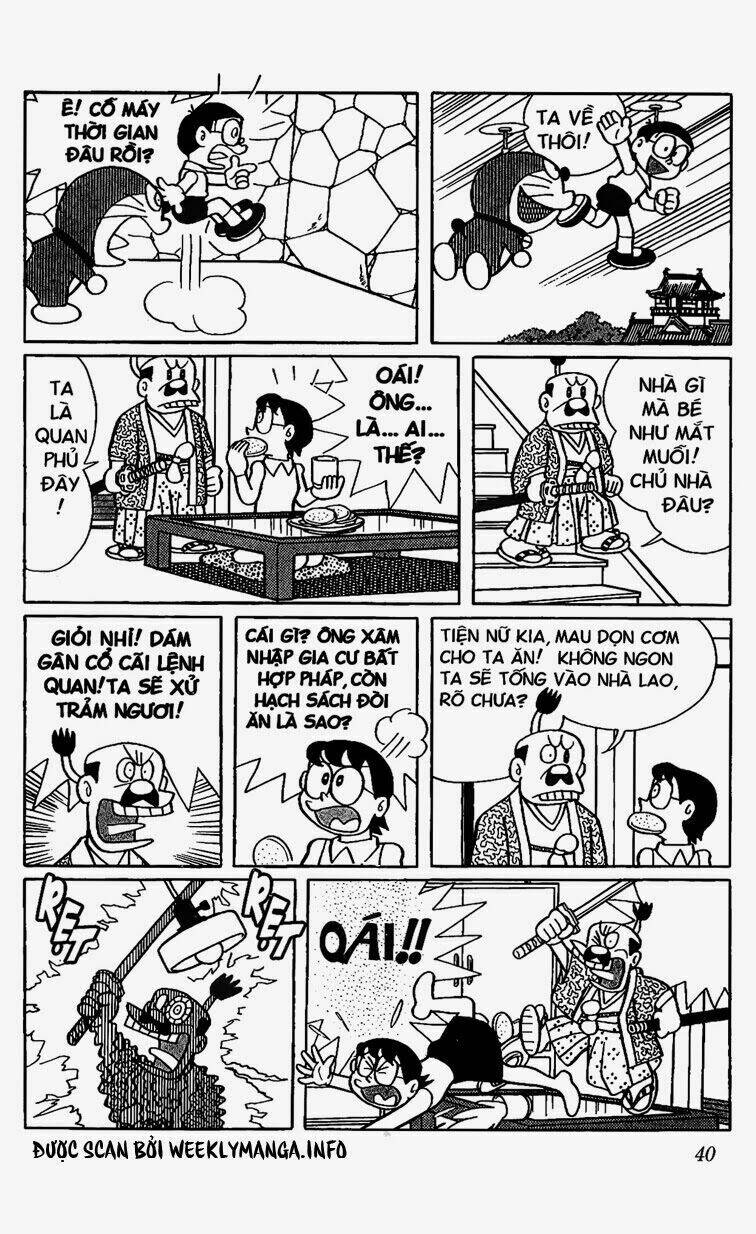 TA VỀ
THÔI!
Ê! CỖ MÁY
THỜI GIAN
ĐÂU RỒI?
NHÀ GÌ
MÀ BÉ
NHƯ MẮT
MUỖI!
CHỦ NHÀ
ĐÂU?
OÁI!
ÔNG...
LÀ... AI...
THẾ?
TA
LÀ
QUAN
PHỦ
ĐÂY
!
TIỆN NỮ KIA, MAU DỌN CƠM
CHO TA ĂN! KHÔNG NGON
TA SẼ TỐNG VÀO NHÀ LAO,
RÕ CHƯA?
CÁI GÌ? ÔNG XÂM
NHẬP GIA CƯ BẤT
HỢP PHÁP, CÒN
HẠCH SÁCH ĐÒI
ĂN LÀ SAO?
GIỎI NHỈ! DÁM
GÂN CỔ CÃI LỆNH
QUAN! TA SẼ XỬ
TRẢM NGƯƠI!
OÁI!!
RẸT
RẸT
ĐƯỢC SCAN BỞI WEEKLYMANGA.INFO
40